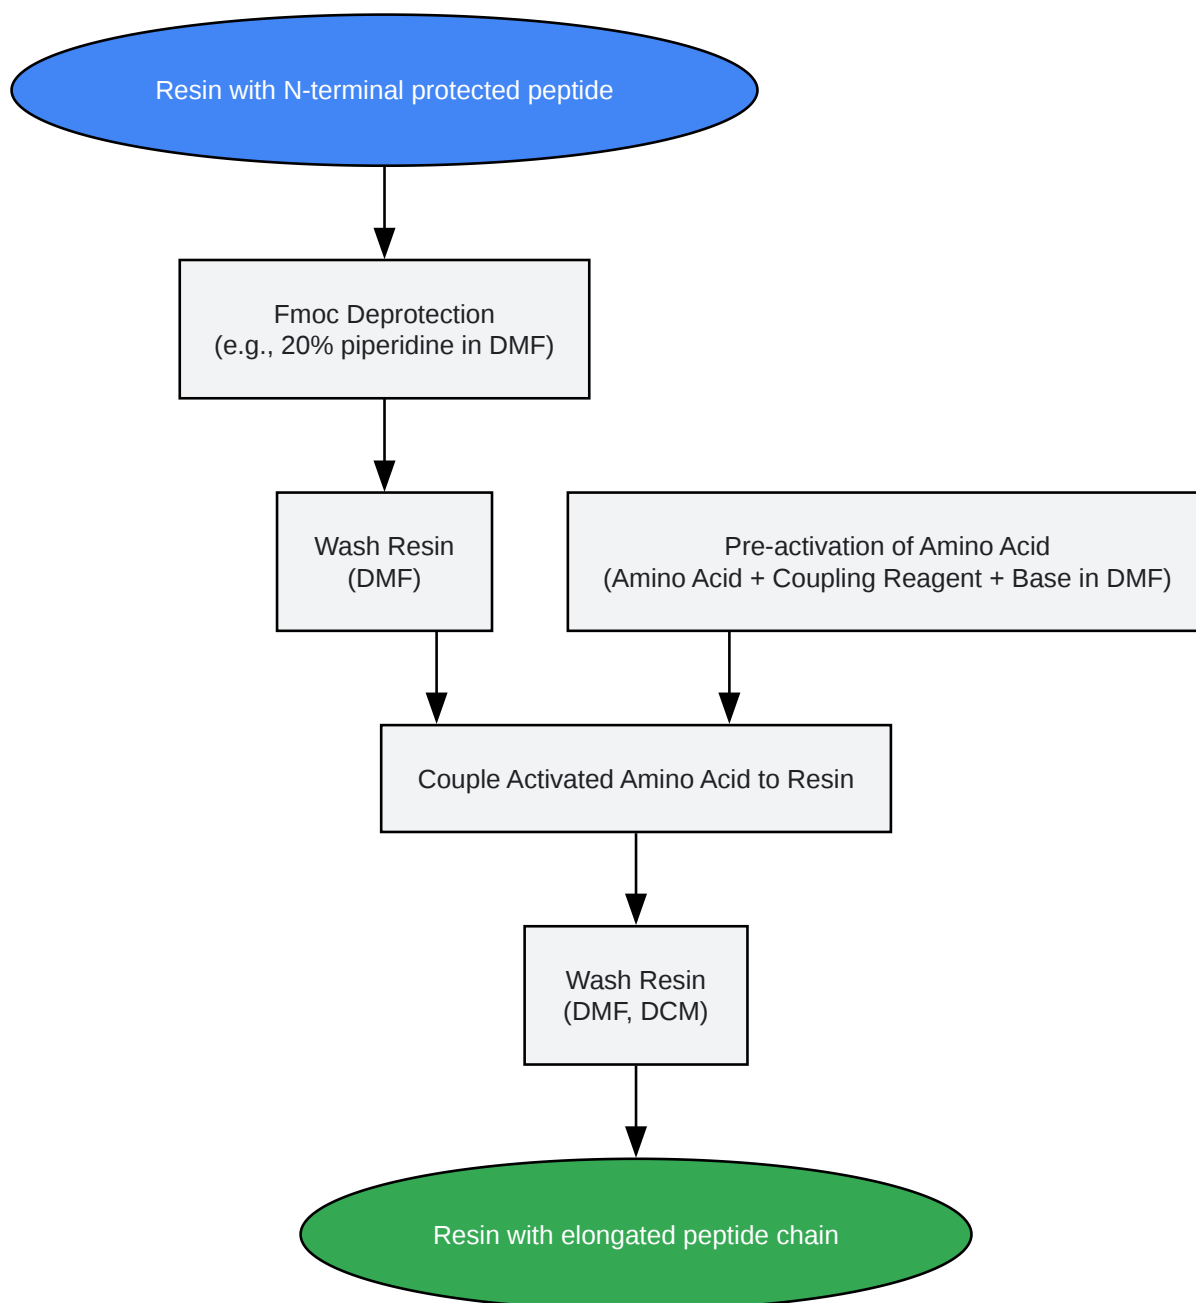 Resin with N-terminal protected peptide
Fmoc Deprotection
(e.g., 20% piperidine in DMF)
Wash Resin
(DMF)
Pre-activation of Amino Acid
(Amino Acid + Coupling Reagent + Base in DMF)
Couple Activated Amino Acid to Resin
Wash Resin
(DMF, DCM)
Resin with elongated peptide chain